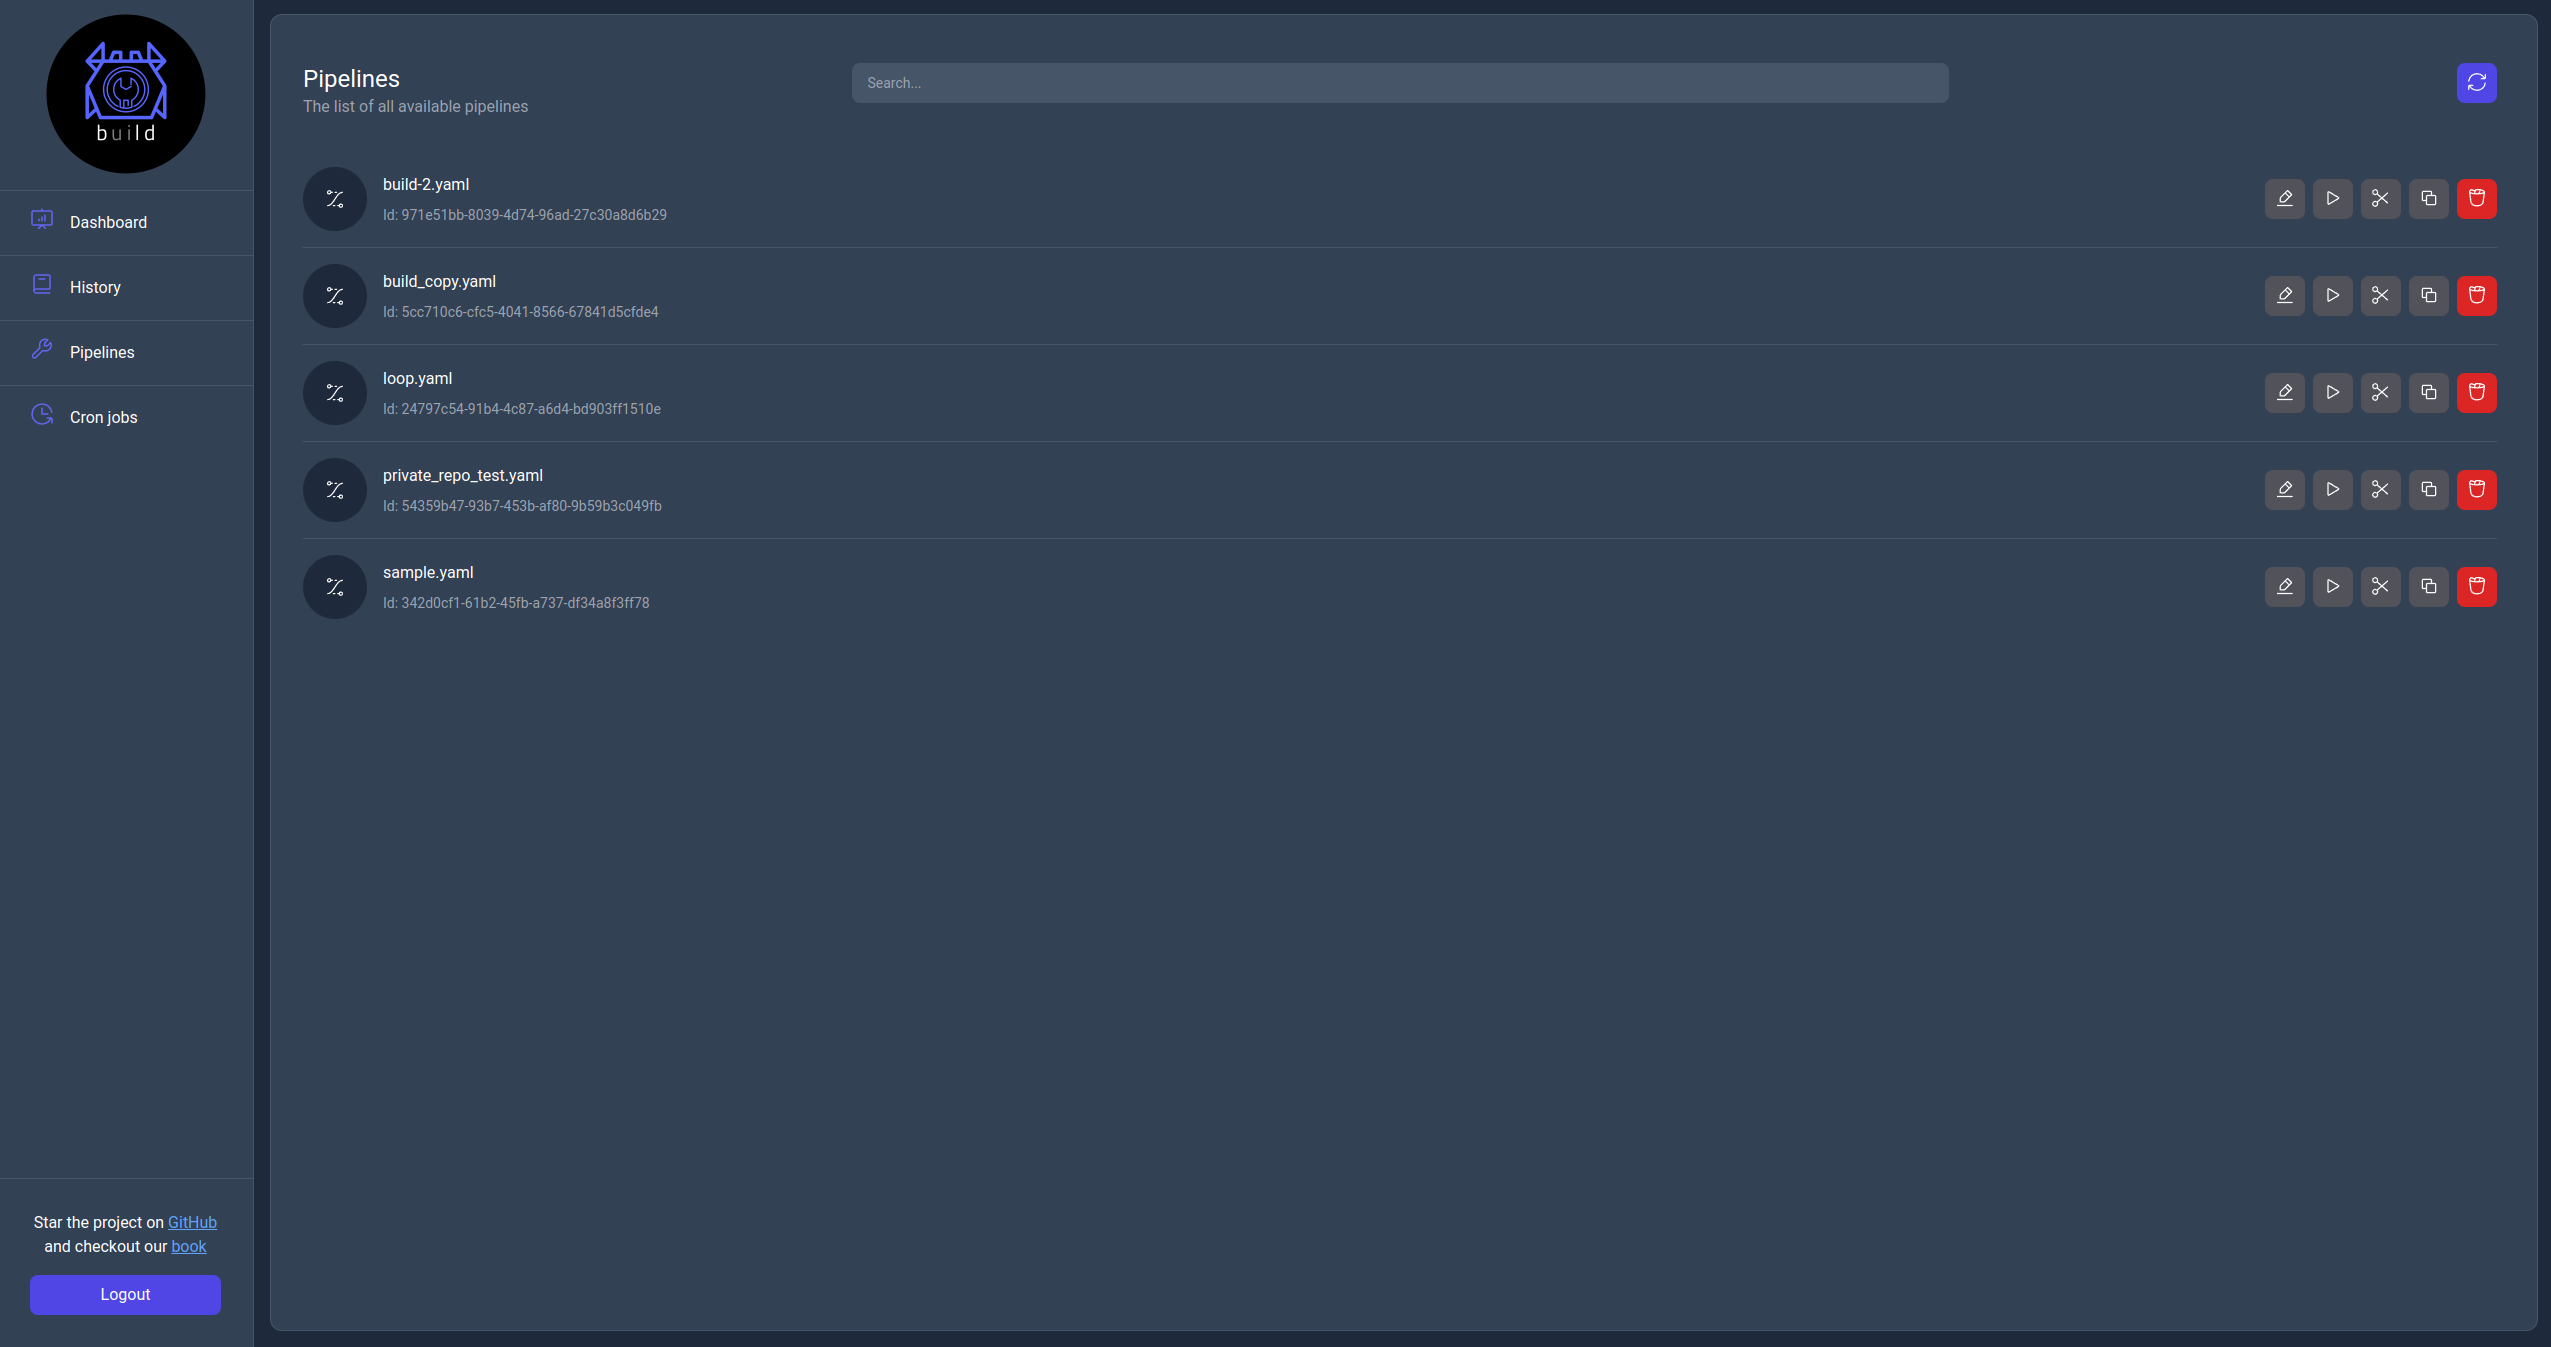 build
Dashboard
History
Pipelines
Cron jobs
Star the project on GitHub
and checkout our book
Logout
Pipelines
The list of all available pipelines
Search...
build-2.yaml
Id: 971e51bb-8039-4d74-96ad-27c30a8d6b29
build_copy.yaml
Id: 5cc710c6-cfc5-4041-8566-67841d5cfde4
loop.yaml
Id: 24797c54-91b4-4c87-a6d4-bd903ff1510e
private_repo_test.yaml
Id: 54359b47-93b7-453b-af80-9b59b3c049fb
sample.yaml
Id: 342d0cf1-61b2-45fb-a737-df34a8f3ff78